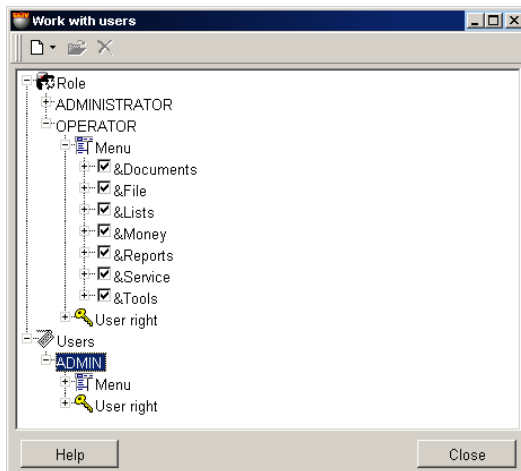 Work with users
Role
ADMINISTRATOR
OPERATOR
Menu
&Documents
&File
&Lists
&Money
&Reports
&Service
&Tools
User right
Users
ADMIN
Menu
User right
Help Close